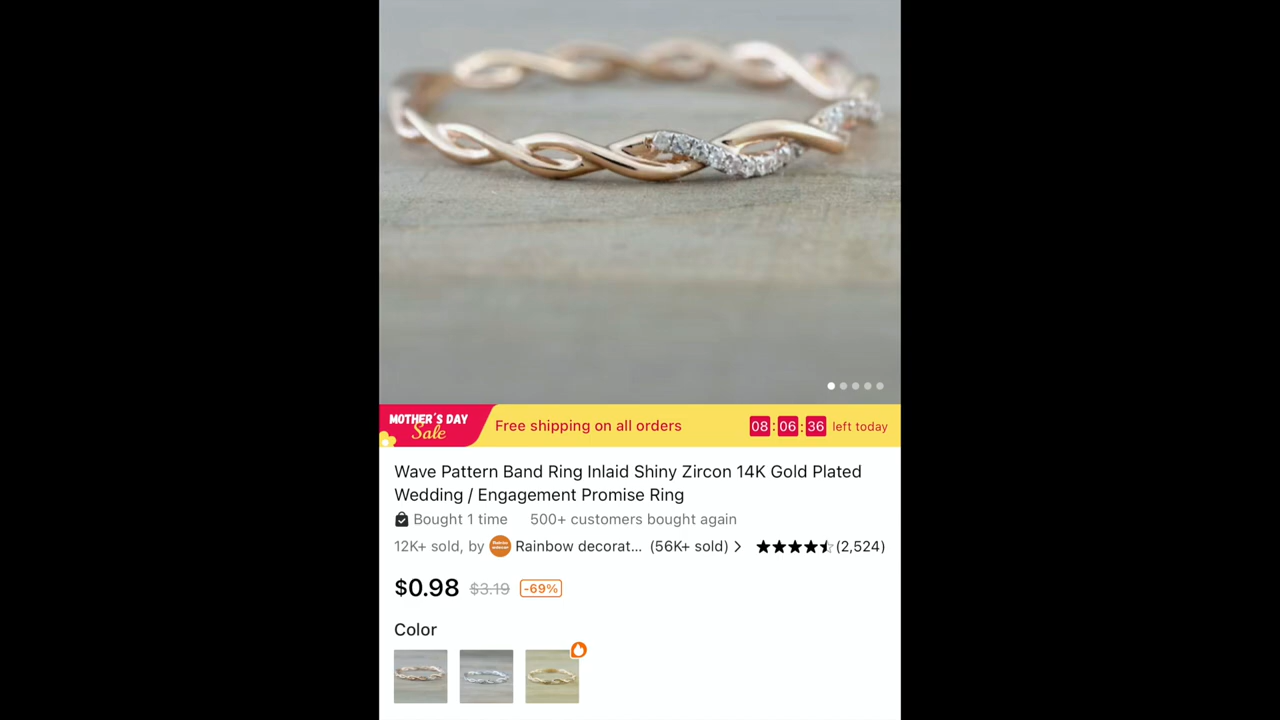 MOTHER'S DAY
Sale
Free shipping on all orders
08 : 06 : 36 left today
Wave Pattern Band Ring Inlaid Shiny Zircon 14K Gold Plated
Wedding / Engagement Promise Ring
Bought 1 time 500+ customers bought again
12K+ sold, by Rainbow decorat... (56K+ sold) > (2,524)
$0.98 $3.19 -69%
Color